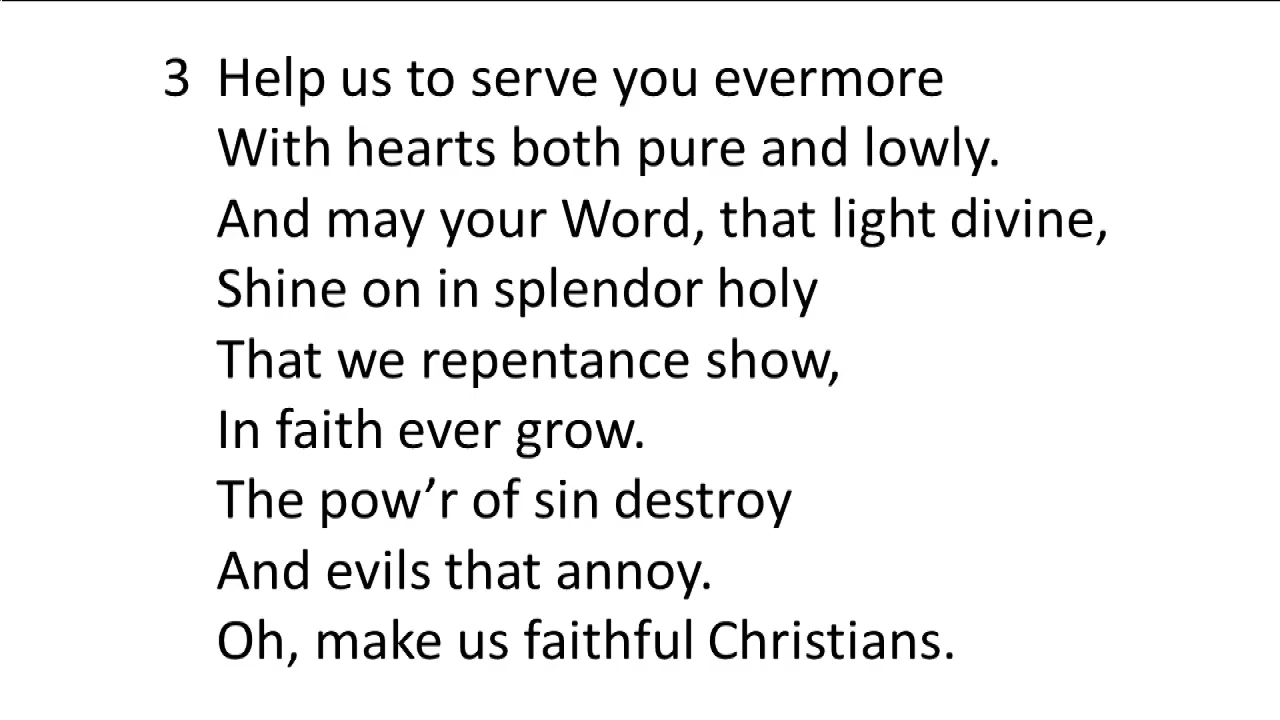 3 Help us to serve you evermore
With hearts both pure and lowly.
And may your Word, that light divine,
Shine on in splendor holy
That we repentance show,
In faith ever grow.
The pow’r of sin destroy
And evils that annoy.
Oh, make us faithful Christians.